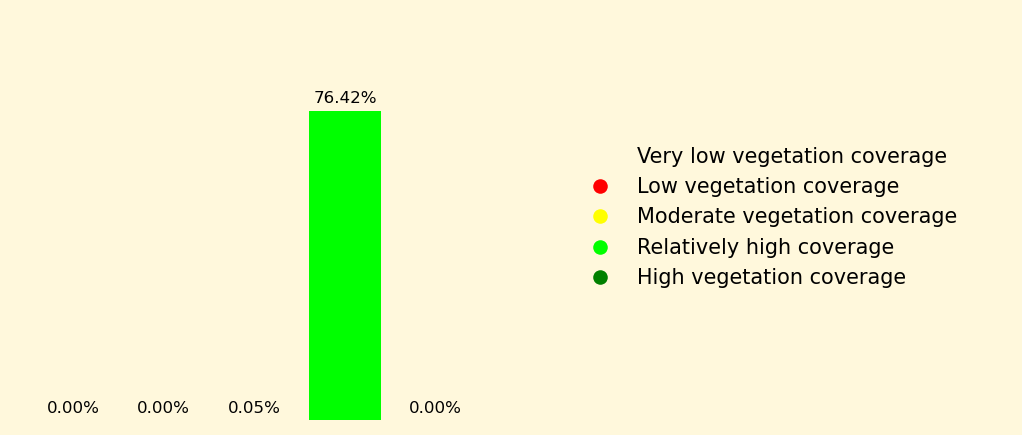 76.42%
0.00%
0.00%
0.05%
0.00%
Very low vegetation coverage
Low vegetation coverage
Moderate vegetation coverage
Relatively high coverage
High vegetation coverage